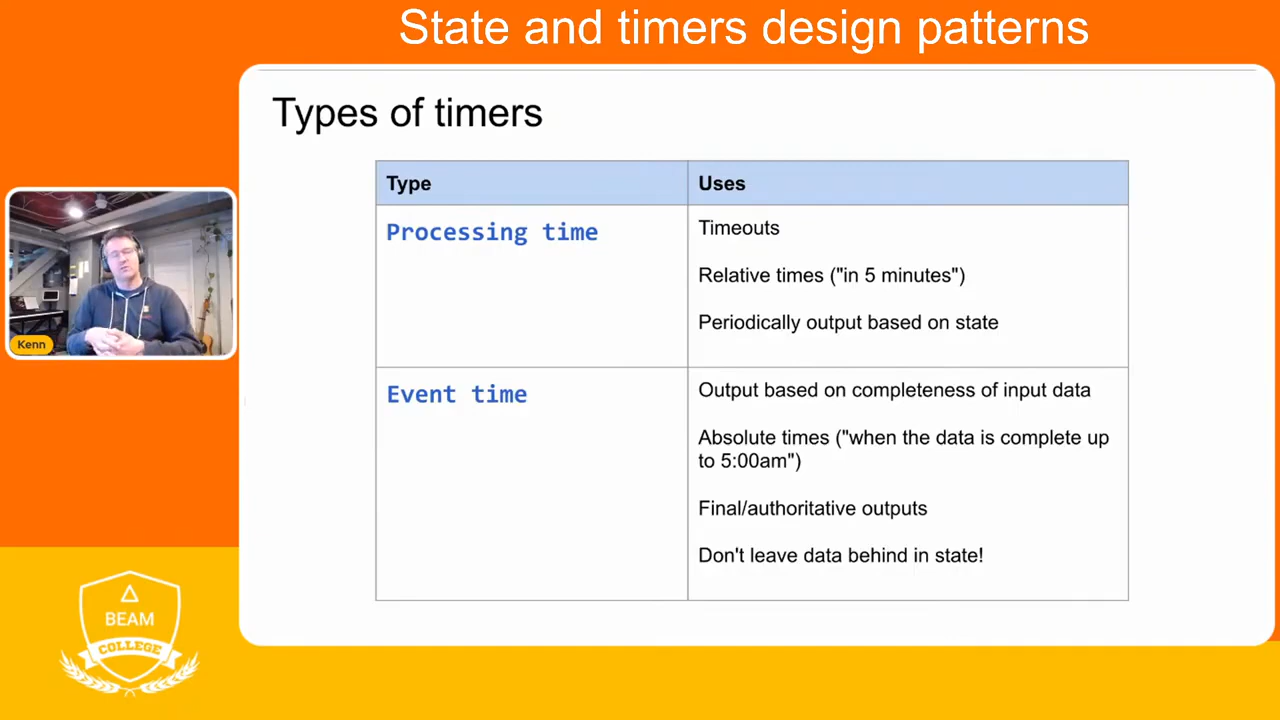 State and timers design patterns
Types of timers
Type
Uses
Processing time
Timeouts
Relative times ("in 5 minutes")
Periodically output based on state
Event time
Output based on completeness of input data
Absolute times ("when the data is complete up
to 5:00am")
Final/authoritative outputs
Don't leave data behind in state!
Kenn
BEAM
COLLEGE